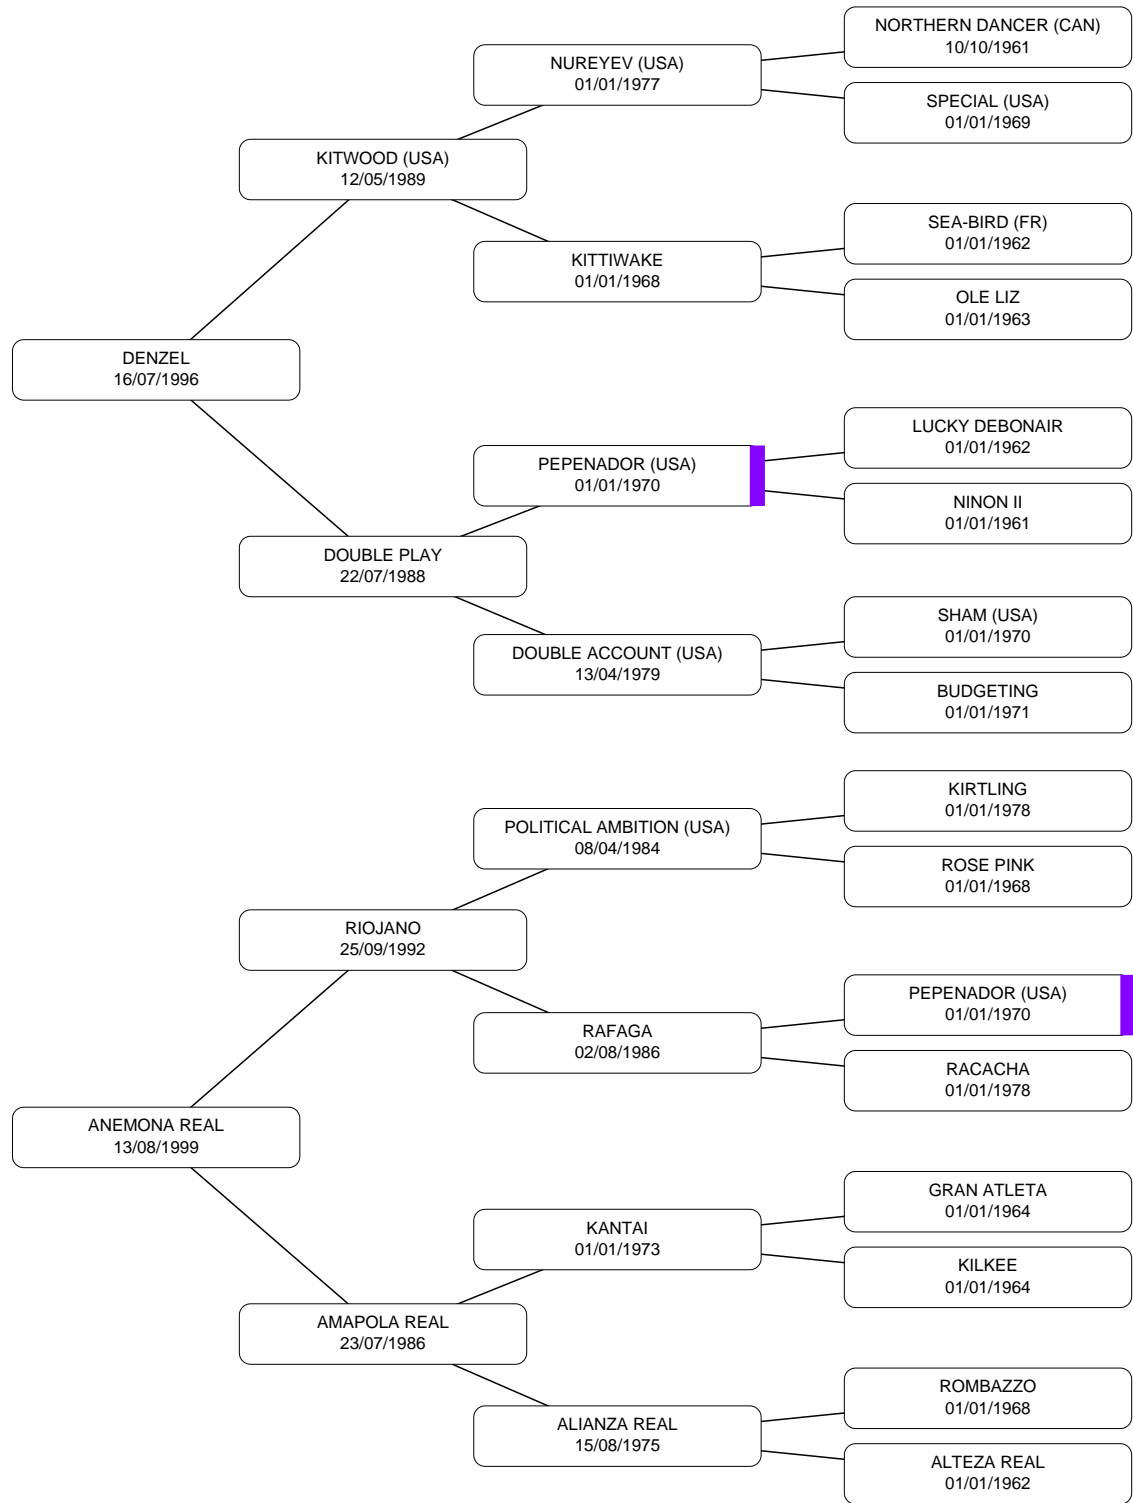 NORTHERN DANCER (CAN)
10/10/1961
NUREYEV (USA)
01/01/1977
SPECIAL (USA)
01/01/1969
KITWOOD (USA)
12/05/1989
SEA-BIRD (FR)
01/01/1962
KITTIWAKE
01/01/1968
OLE LIZ
01/01/1963
DENZEL
16/07/1996
LUCKY DEBONAIR
01/01/1962
PEPENADOR (USA)
01/01/1970
NINON II
01/01/1961
DOUBLE PLAY
22/07/1988
SHAM (USA)
01/01/1970
DOUBLE ACCOUNT (USA)
13/04/1979
BUDGETING
01/01/1971
KIRTLING
01/01/1978
POLITICAL AMBITION (USA)
08/04/1984
ROSE PINK
01/01/1968
RIOJANO
25/09/1992
PEPENADOR (USA)
01/01/1970
RAFAGA
02/08/1986
RACACHA
01/01/1978
ANEMONA REAL
13/08/1999
GRAN ATLETA
01/01/1964
KANTAI
01/01/1973
KILKEE
01/01/1964
AMAPOLA REAL
23/07/1986
ROMBAZZO
01/01/1968
ALIANZA REAL
15/08/1975
ALTEZA REAL
01/01/1962